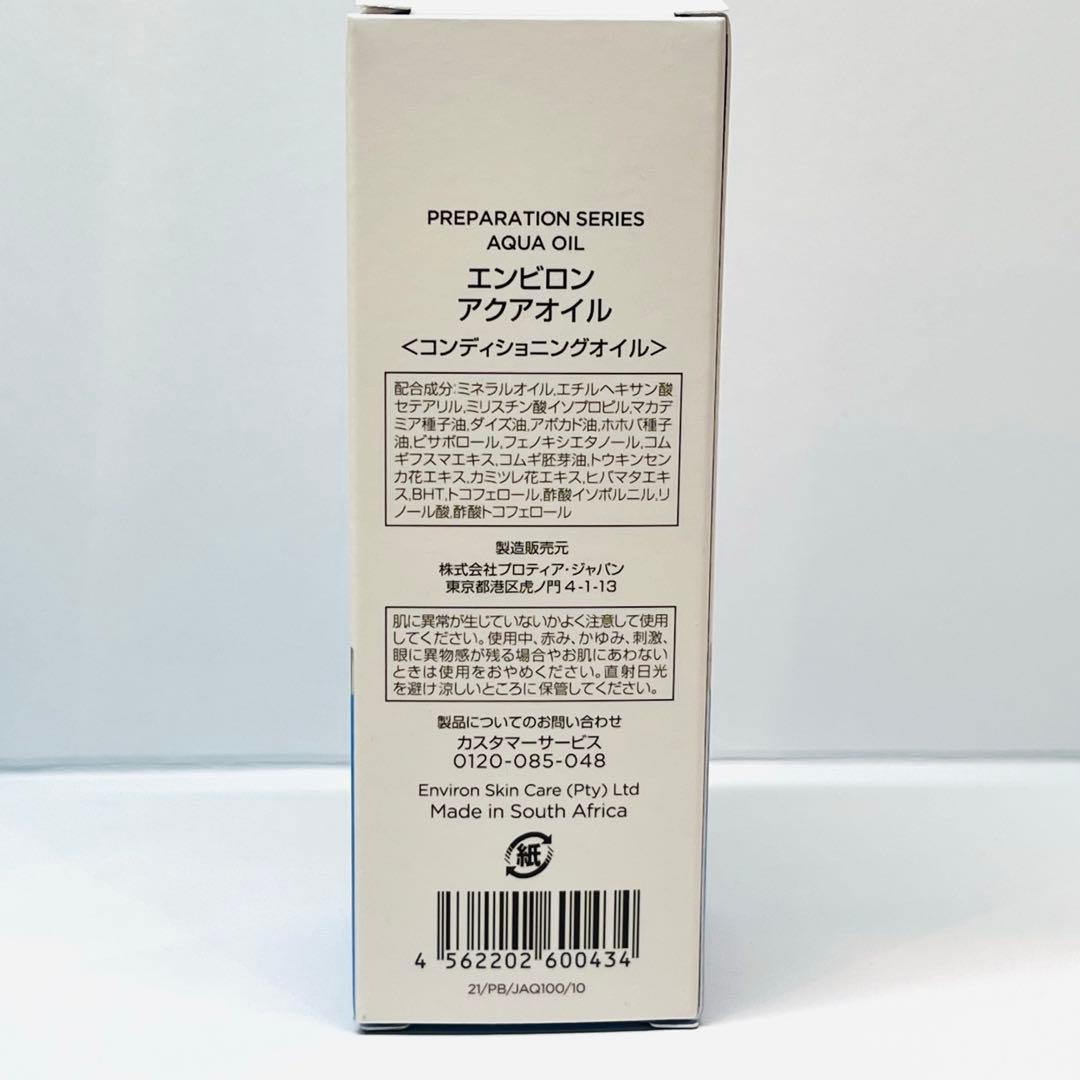 PREPARATION SERIES
AQUA OIL
エンビロン
アクアオイル
＜コンディショニングオイル＞
配合成分:ミネラルオイル,エチルヘキサン酸
セテアリル,ミリスチン酸イソプロピル,マカデ
ミア種子油,ダイズ油,アボカド油,ホホバ種子
油,ビサボロール,フェノキシエタノール,コム
ギフスマエキス,コムギ胚芽油,トウキンセン
カ花エキス,カミツレ花エキス,ヒバマタエキ
ス,BHT,トコフェロール,酢酸イソボルニル,リ
ノール酸,酢酸トコフェロール
製造販売元
株式会社プロティア・ジャパン
東京都港区虎ノ門 4-1-13
肌に異常が生じていないかよく注意して使用
してください。使用中、赤み、かゆみ、刺激、
眼に異物感が残る場合やお肌にあわない
ときは使用をおやめください。直射日光
を避け涼しいところに保管してください。
製品についてのお問い合わせ
カスタマーサービス
0120-085-048
Environ Skin Care (Pty) Ltd
Made in South Africa
紙
4 562202 600434
21/PB/JAQ100/10